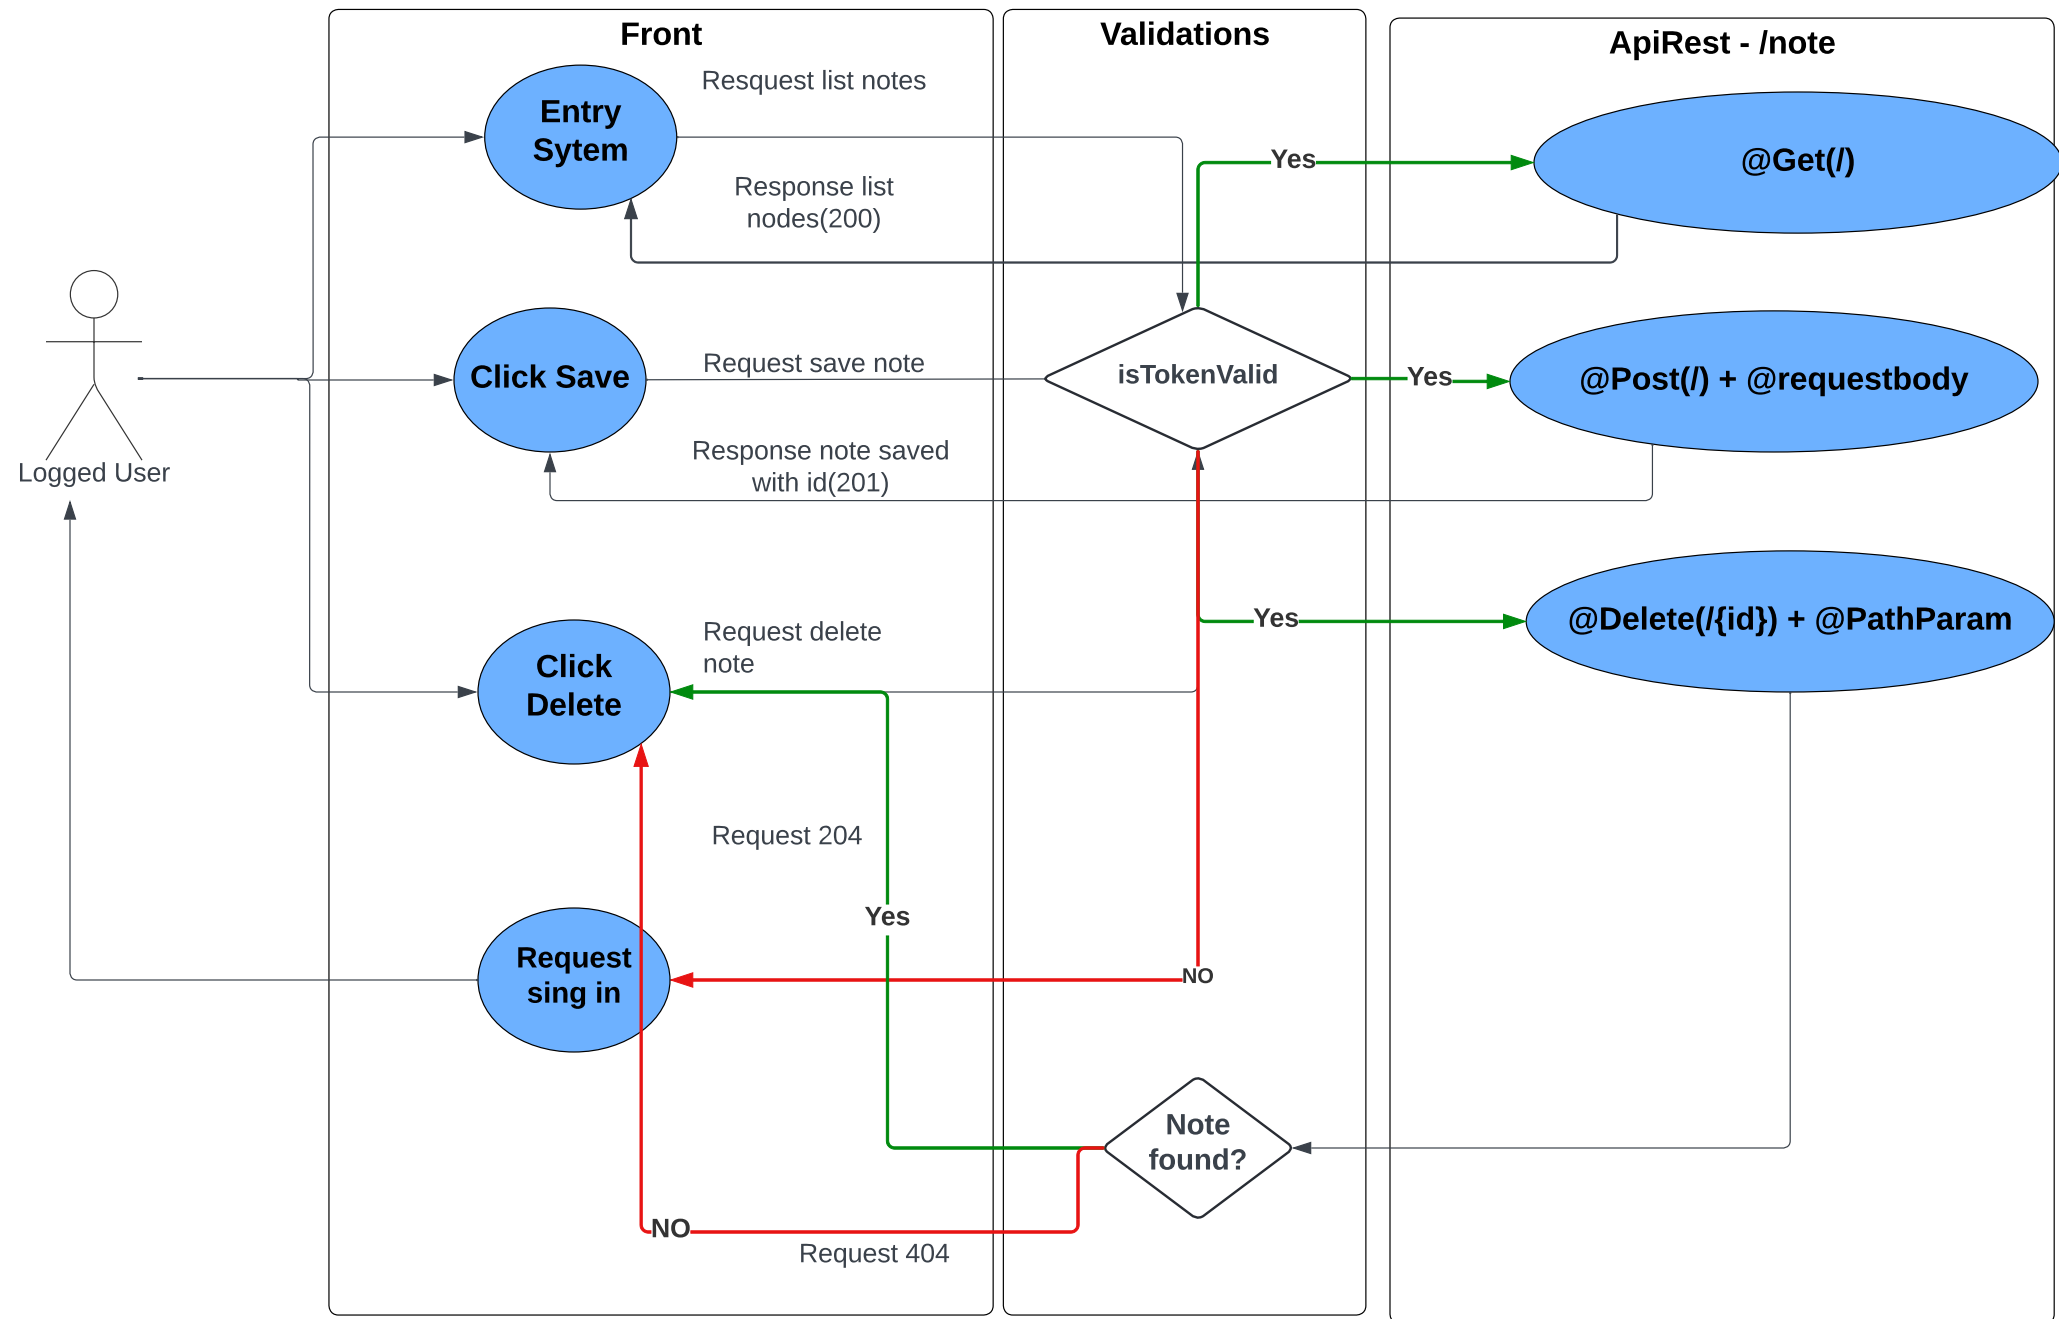 Front
Validations
ApiRest - /note
Entry
Sytem
Resquest list notes
Yes
@Get(/)
Response list
nodes(200)
Click Save
Request save note
isTokenValid
Yes
@Post(/) + @requestbody
Response note saved
with id(201)
Logged User
Click
Delete
Request delete
note
Yes
@Delete(/{id}) + @PathParam
Request 204
Yes
Request
sing in
NO
Note
found?
NO
Request 404